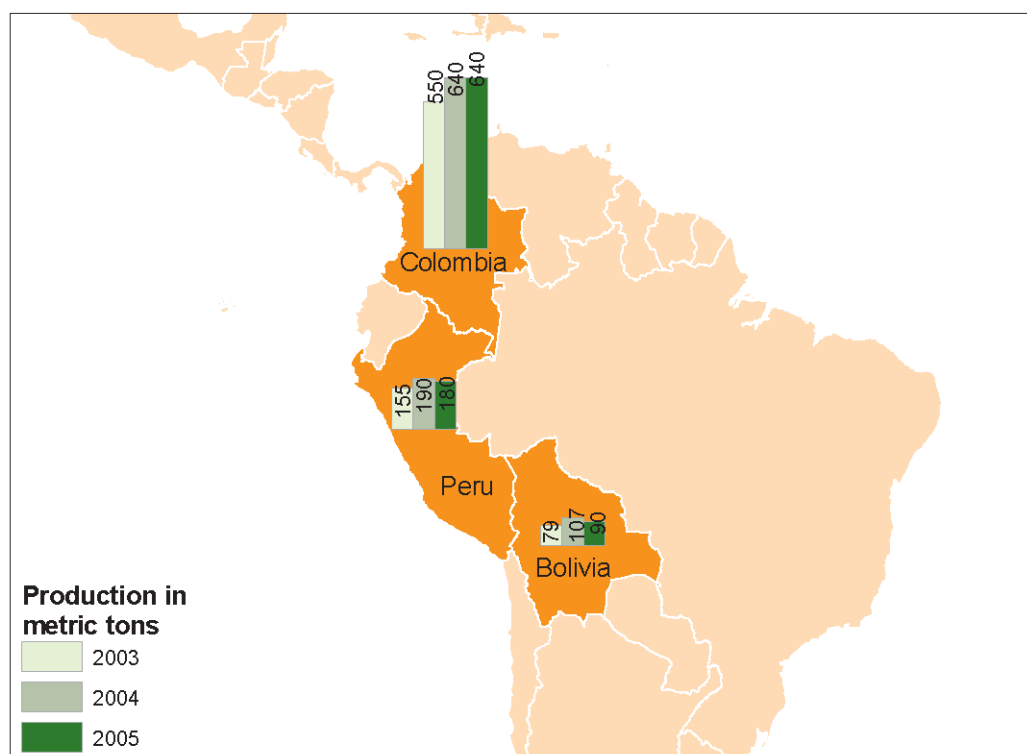 550
640
640
Colombia
155
190
180
Peru
79
107
90
Bolivia
Production in
metric tons
2003
2004
2005